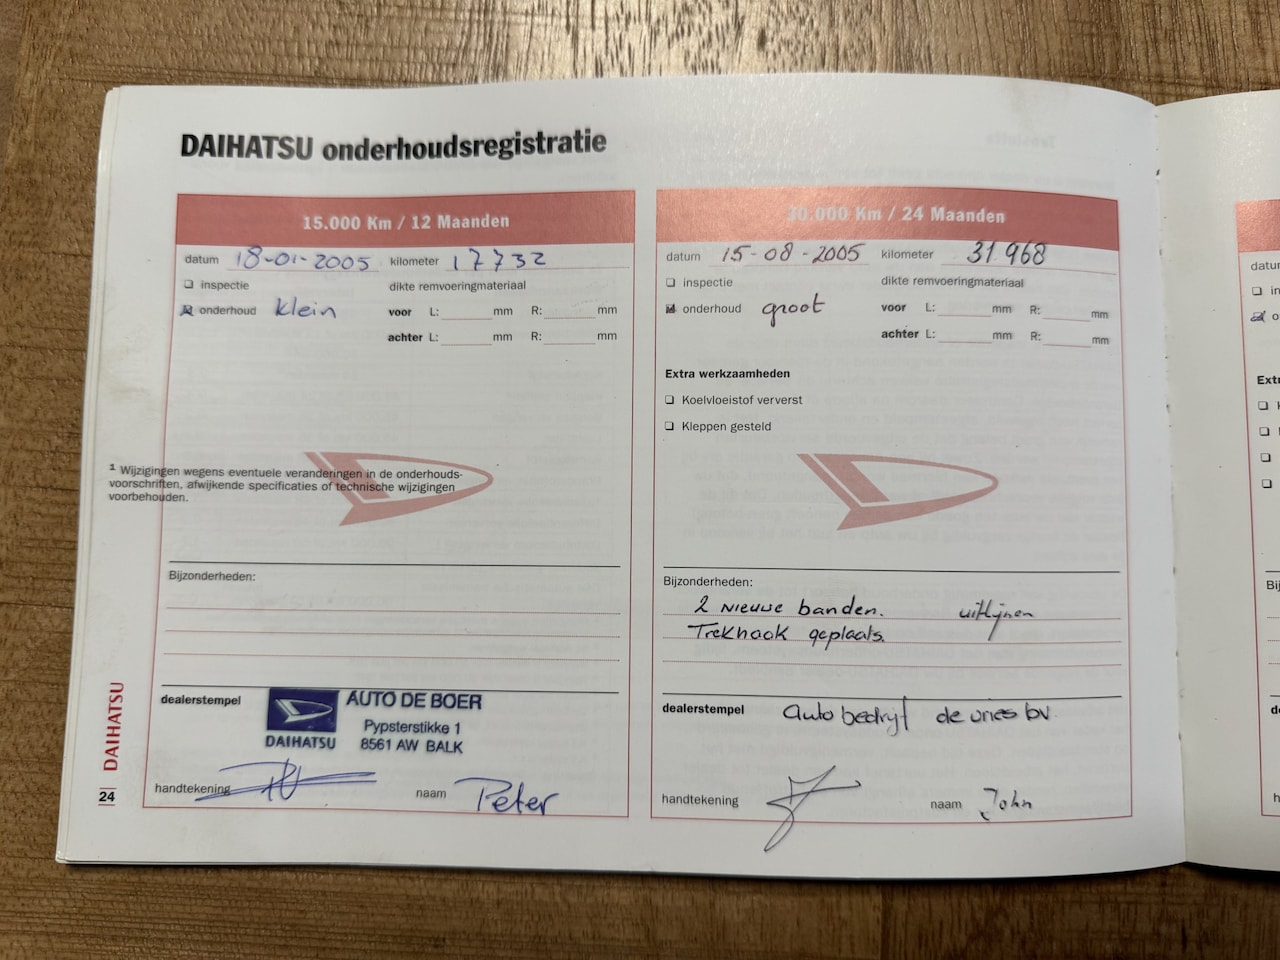 DAIHATSU onderhoudsregistratie
15.000 Km / 12 Maanden
datum 18-01-2005 kilometer 17732
inspectie dikte remvoeringmateriaal
onderhoud klein voor L: mm R: mm
achter L: mm R: mm
1 Wijzigingen wegens eventuele veranderingen in de onderhouds-
voorschriften, afwijkende specificaties of technische wijzigingen
voorbehouden.
Bijzonderheden:
dealerstempel
AUTO DE BOER
Pypsterstikke 1
DAIHATSU 8561 AW BALK
handtekening naam Peter
30.000 Km / 24 Maanden
datum 15-08-2005 kilometer 31.968
inspectie dikte remvoeringmateriaal
onderhoud groot voor L: mm R: mm
achter L: mm R: mm
Extra werkzaamheden
Koelvloeistof ververst
Kleppen gesteld
Bijzonderheden:
2 nieuwe banden. uitlijnen
Trekhaak geplaats.
dealerstempel Auto bedrijf de vries bv
handtekening naam John
DAIHATSU
24
datum
Extr